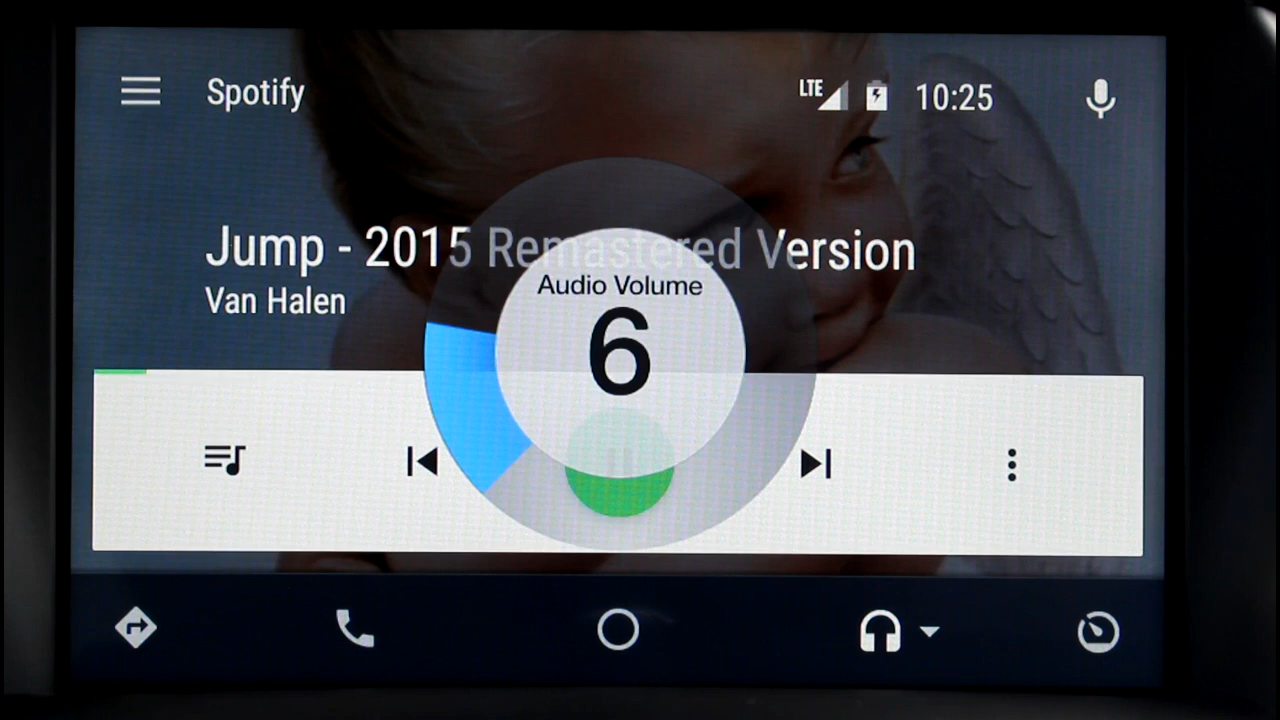 Spotify
LTE
10:25
Jump - 2015 Remastered Version
Van Halen
Audio Volume
6